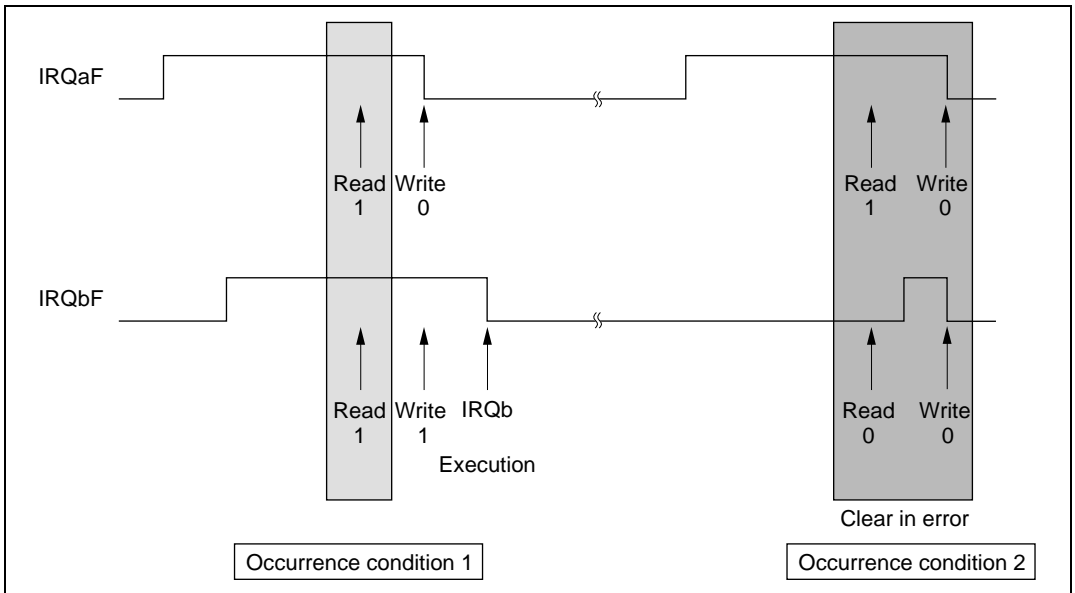 IRQaF
Read Write
1 0
Read Write
1 0
IRQbF
Read Write IRQb
1 1
Execution
Read Write
0 0
Clear in error
Occurrence condition 1
Occurrence condition 2